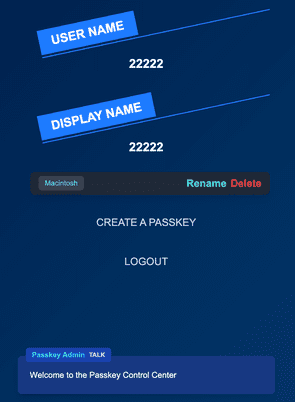 USER NAME
22222
DISPLAY NAME
22222
Macintosh Rename Delete
CREATE A PASSKEY
LOGOUT
Passkey Admin TALK
Welcome to the Passkey Control Center